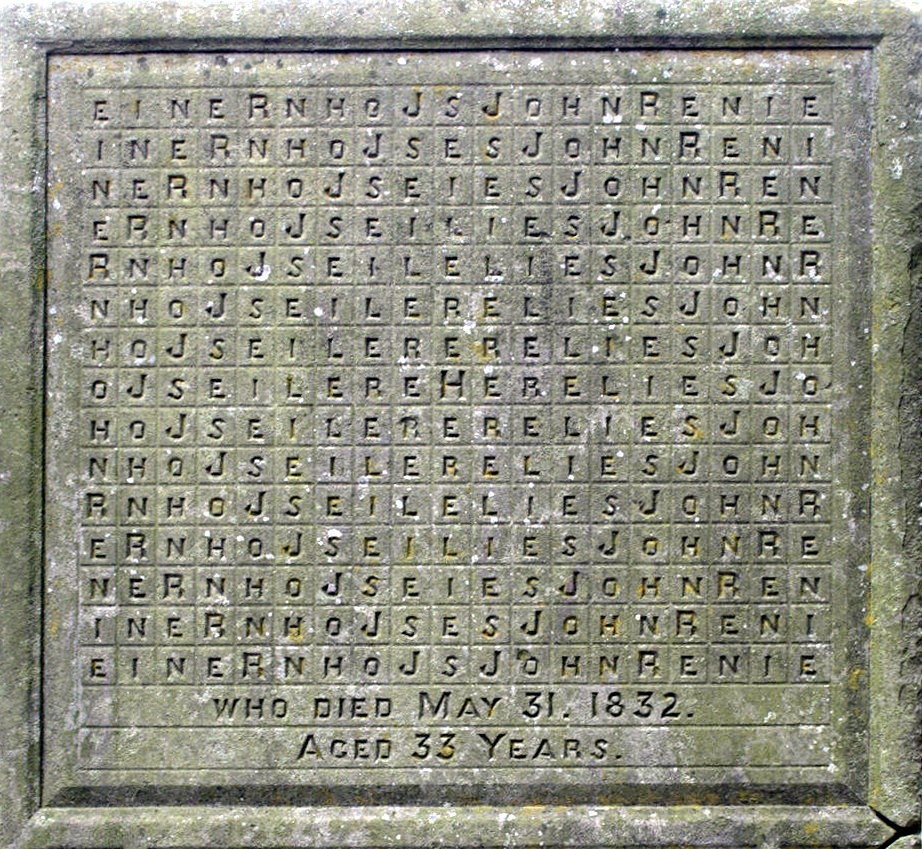 E I N E R N H O J S J O H N R E N I E
I N E R N H O J S E S J O H N R E N I
N E R N H O J S E I E S J O H N R E N
E R N H O J S E I L I E S J O H N R E
R N H O J S E I L E L I E S J O H N R
N H O J S E I L E R E L I E S J O H N
H O J S E I L E R E R E L I E S J O H
O J S E I L E R E H E R E L I E S J O
H O J S E I L E R E R E L I E S J O H
N H O J S E I L E R E L I E S J O H N
R N H O J S E I L E L I E S J O H N R
E R N H O J S E I L I E S J O H N R E
N E R N H O J S E I E S J O H N R E N
I N E R N H O J S E S J O H N R E N I
E I N E R N H O J S J O H N R E N I E
WHO DIED MAY 31. 1832.
AGED 33 YEARS.